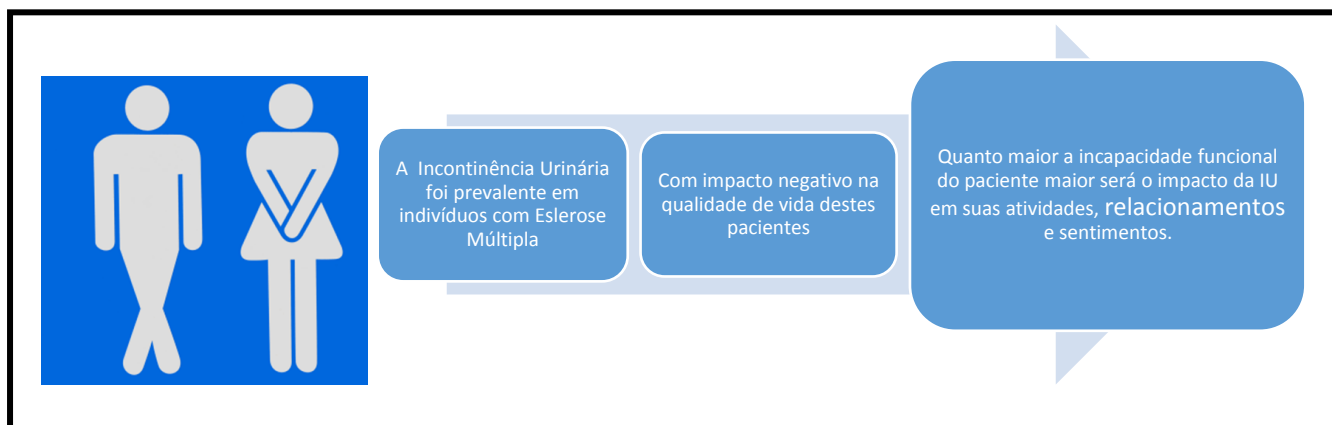 A Incontinência Urinária
foi prevalente em
indivíduos com Eslerose
Múltipla
Com impacto negativo na
qualidade de vida destes
pacientes
Quanto maior a incapacidade funcional
do paciente maior será o impacto da IU
em suas atividades, relacionamentos
e sentimentos.